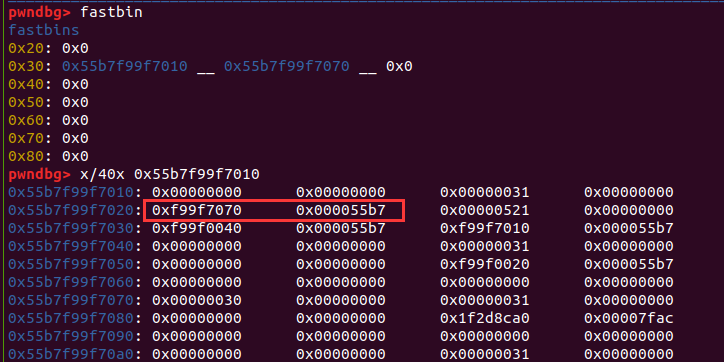 pwndbg> fastbin
fastbins
0x20: 0x0
0x30: 0x55b7f99f7010 __ 0x55b7f99f7070 __ 0x0
0x40: 0x0
0x50: 0x0
0x60: 0x0
0x70: 0x0
0x80: 0x0
pwndbg> x/40x 0x55b7f99f7010
0x55b7f99f7010: 0x00000000 0x00000000 0x00000031 0x00000000
0x55b7f99f7020: 0xf99f7070 0x000055b7 0x00000521 0x00000000
0x55b7f99f7030: 0xf99f0040 0x000055b7 0xf99f7010 0x000055b7
0x55b7f99f7040: 0x00000000 0x00000000 0x00000031 0x00000000
0x55b7f99f7050: 0x00000000 0x00000000 0xf99f0020 0x000055b7
0x55b7f99f7060: 0x00000000 0x00000000 0x00000000 0x00000000
0x55b7f99f7070: 0x00000030 0x00000000 0x00000031 0x00000000
0x55b7f99f7080: 0x00000000 0x00000000 0x1f2d8ca0 0x00007fac
0x55b7f99f7090: 0x00000000 0x00000000 0x00000000 0x00000000
0x55b7f99f70a0: 0x00000000 0x00000000 0x00000031 0x00000000